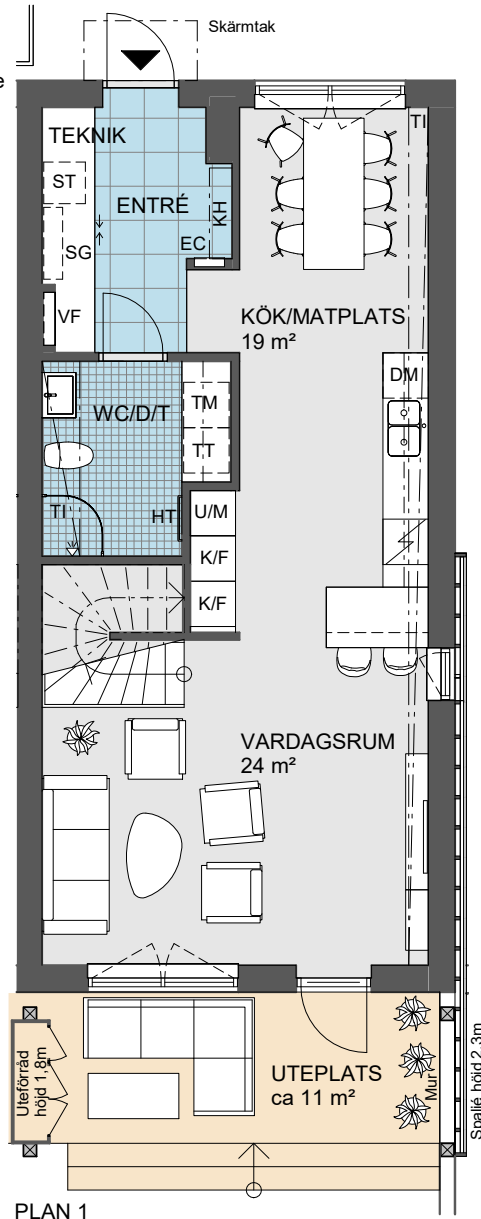 Skärmtak
e
TEKNIK
TI
ST
ENTRÉ
KH
SG
EC
VF
KÖK/MATPLATS
19 m²
DM
WC/D/T
TM
TT
TI
HT
U/M
K/F
K/F
VARDAGSRUM
24 m²
Uteförråd
höjd 1,8m
UTEPLATS
ca 11 m²
Mur
Spaljé höjd 2,3m
PLAN 1